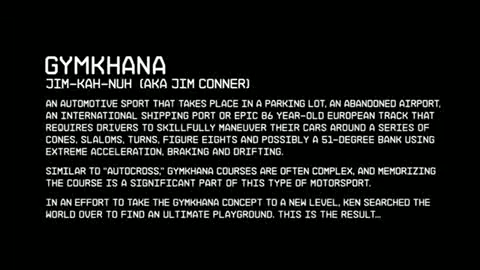 GYMKHANA
JIM-KAH-NUH (AKA JIM CONNER)
AN AUTOMOTIVE SPORT THAT TAKES PLACE IN A PARKING LOT, AN ABANDONED AIRPORT,
AN INTERNATIONAL SHIPPING PORT OR EPIC 86 YEAR-OLD EUROPEAN TRACK THAT
REQUIRES DRIVERS TO SKILLFULLY MANEUVER THEIR CARS AROUND A SERIES OF
CONES, SLALOMS, TURNS, FIGURE EIGHTS AND POSSIBLY A 51-DEGREE BANK USING
EXTREME ACCELERATION, BRAKING AND DRIFTING.
SIMILAR TO "AUTOCROSS," GYMKHANA COURSES ARE OFTEN COMPLEX, AND MEMORIZING
THE COURSE IS A SIGNIFICANT PART OF THIS TYPE OF MOTORSPORT.
IN AN EFFORT TO TAKE THE GYMKHANA CONCEPT TO A NEW LEVEL, KEN SEARCHED THE
WORLD OVER TO FIND AN ULTIMATE PLAYGROUND. THIS IS THE RESULT...